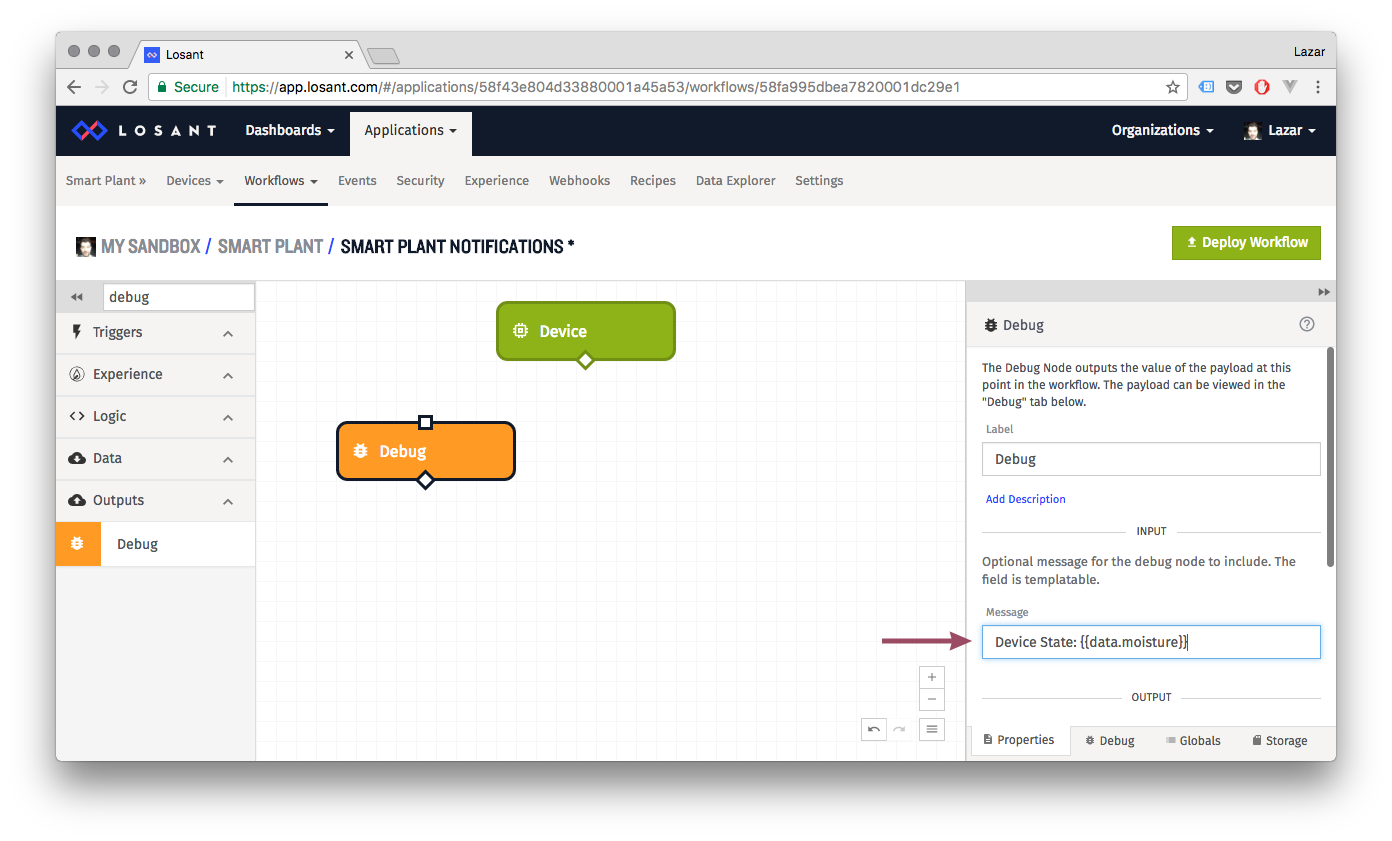 Losant
Lazar
Secure https://app.losant.com/#/applications/58f43e804d33880001a45a53/workflows/58fa995dbea7820001dc29e1
LOSANT Dashboards Applications Organizations Lazar
Smart Plant » Devices Workflows Events Security Experience Webhooks Recipes Data Explorer Settings
MY SANDBOX / SMART PLANT / SMART PLANT NOTIFICATIONS *
Deploy Workflow
debug
Triggers
Experience
Logic
Data
Outputs
Debug
Device
Debug
Debug
The Debug Node outputs the value of the payload at this
point in the workflow. The payload can be viewed in the
"Debug" tab below.
Label
Debug
Add Description
INPUT
Optional message for the debug node to include. The
field is templatable.
Message
Device State: {{data.moisture}}
OUTPUT
Properties Debug Globals Storage